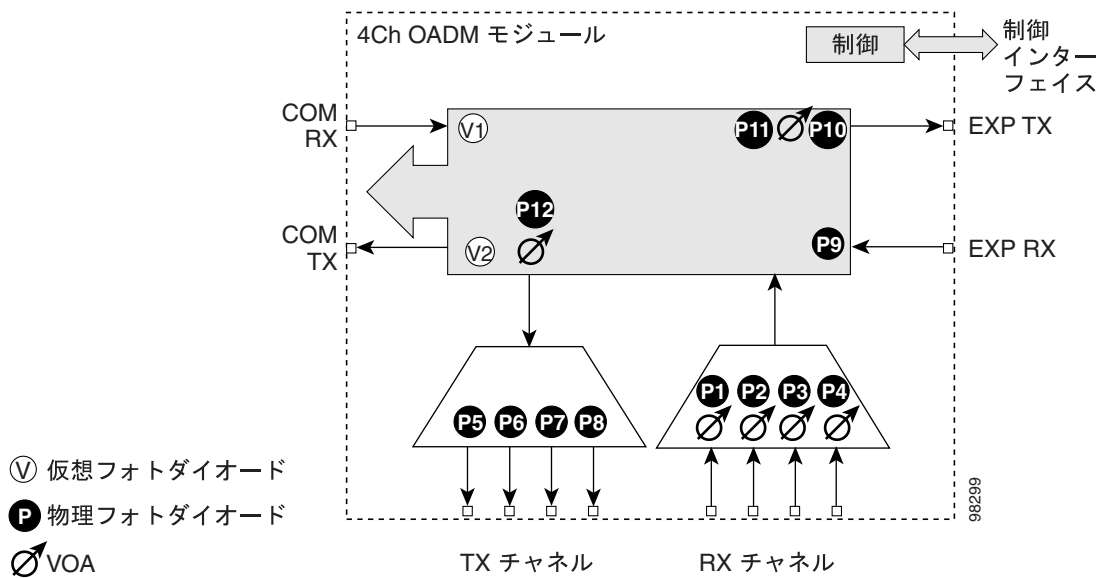 4Ch OADM モジュール
制御
制御
インター
フェイス
COM
RX
V1
P11
P10
EXP TX
P12
COM
TX
V2
P9
EXP RX
P1
P2
P3
P4
P5
P6
P7
P8
V 仮想フォトダイオード
P 物理フォトダイオード
VOA
TX チャネル
RX チャネル
98299